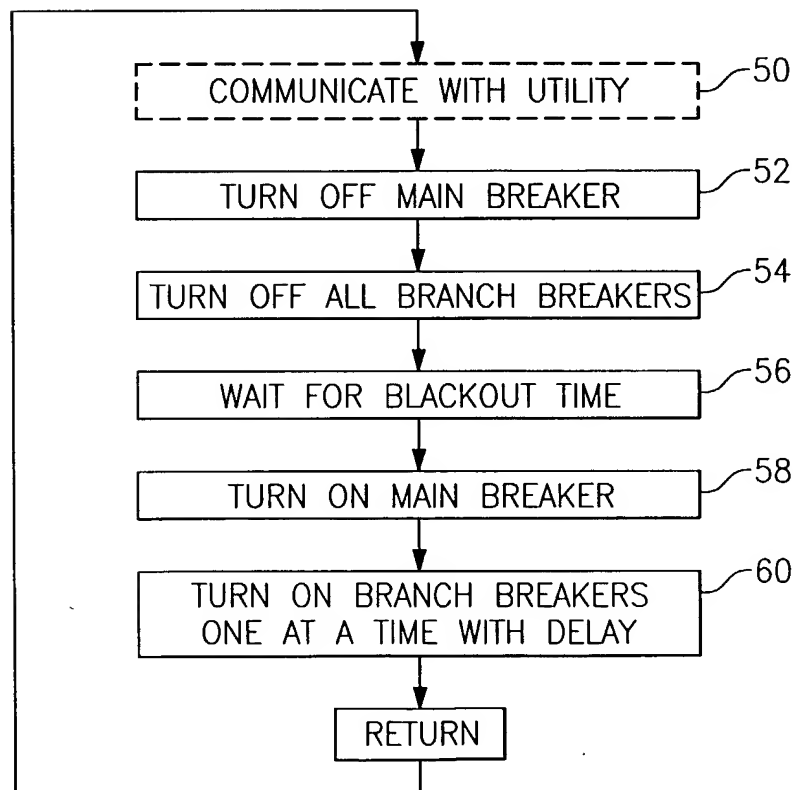 COMMUNICATE WITH UTILITY
50
TURN OFF MAIN BREAKER
52
TURN OFF ALL BRANCH BREAKERS
54
WAIT FOR BLACKOUT TIME
56
TURN ON MAIN BREAKER
58
TURN ON BRANCH BREAKERS
ONE AT A TIME WITH DELAY
60
RETURN